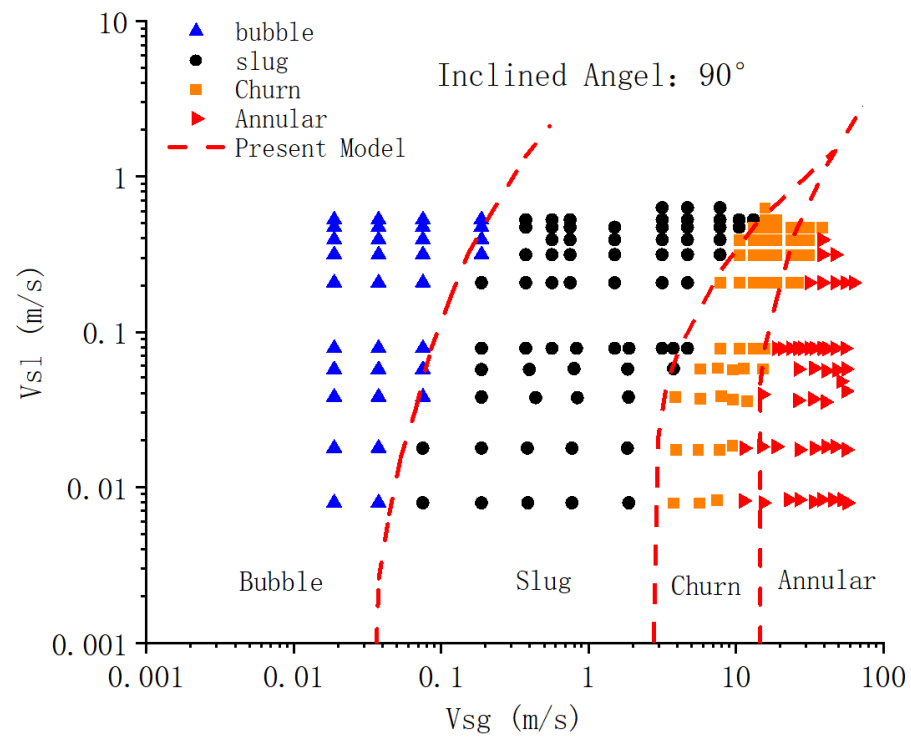 10
bubble
slug
Churn
Annular
Present Model
Inclined Angel: 90°
1
0.1
0.01
0.001
Vsl (m/s)
Bubble
Slug
Churn
Annular
0.001
0.01
0.1
1
10
100
Vsg (m/s)